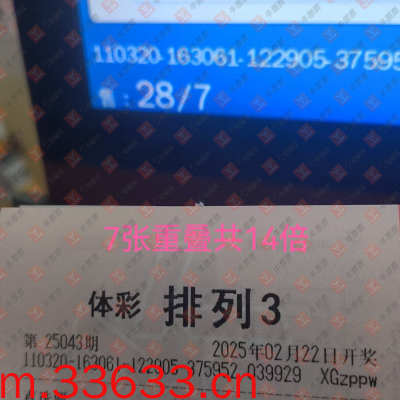 110320-163061-122905-375952
: 28/7
7张重叠共14倍
体彩 排列3
第 25043期 2025年02月22日开奖
110320-163061-122905-375952 039929 XGzppw
m.33633.cn